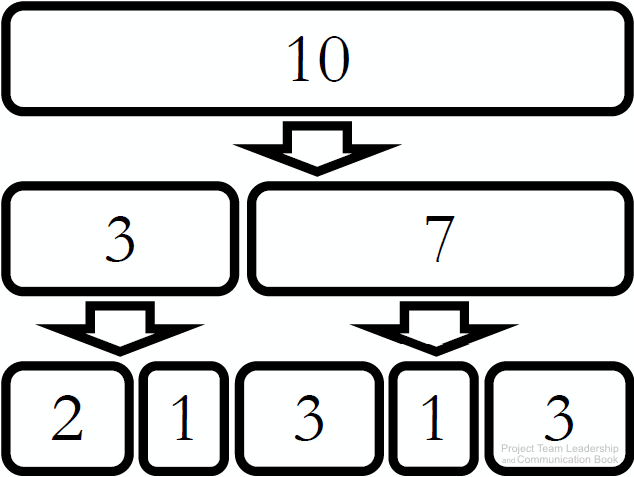 10
3 7
2 1 3 1 3
Project Team Leadership
and Communication Book